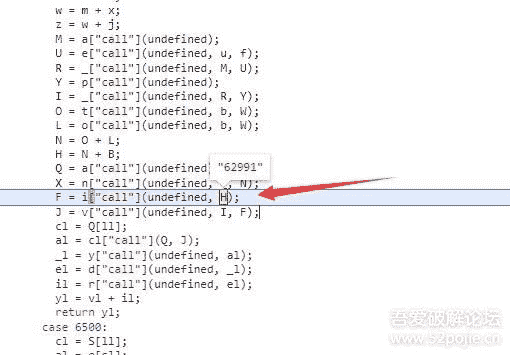 w = m + x;
z = w + j;
M = a["call"](undefined);
U = e["call"](undefined, u, f);
R = _["call"](undefined, M, U);
Y = p["call"](undefined);
I = _["call"](undefined, R, Y);
O = t["call"](undefined, b, W);
L = o["call"](undefined, b, W);
N = O + L;
H = N + B;
Q = a["call"](undefined)
"62991"
X = n["call"](undefined, N);
F = i["call"](undefined, H);
J = v["call"](undefined, I, F);
cl = Q[ll];
al = cl["call"](Q, J);
_l = y["call"](undefined, al);
el = d["call"](undefined, _l);
il = r["call"](undefined, el);
yl = vl + il;
return yl;
case 6500:
cl = S[ll];
吾爱破解论坛
www.52pojie.cn